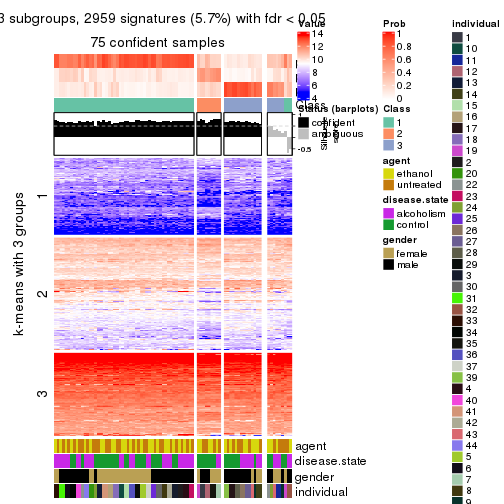 3 subgroups, 2959 signatures (5.7%) with fdr < 0.05
75 confident samples
k-means with 3 groups
1
2
3
Class
-0.5
agent
disease.state
gender
individual
Value
14
12
10
8
6
4
Status (barplots)
confident
ambiguous
Prob
1
0.8
0.6
0.4
0.2
0
Class
1
2
3
agent
ethanol
untreated
disease.state
alcoholism
control
gender
female
male
individual
1
10
11
12
13
14
15
16
17
18
19
2
20
22
23
24
25
26
27
28
29
3
30
31
32
33
34
35
36
37
39
4
40
41
42
43
44
5
6
7
8
9